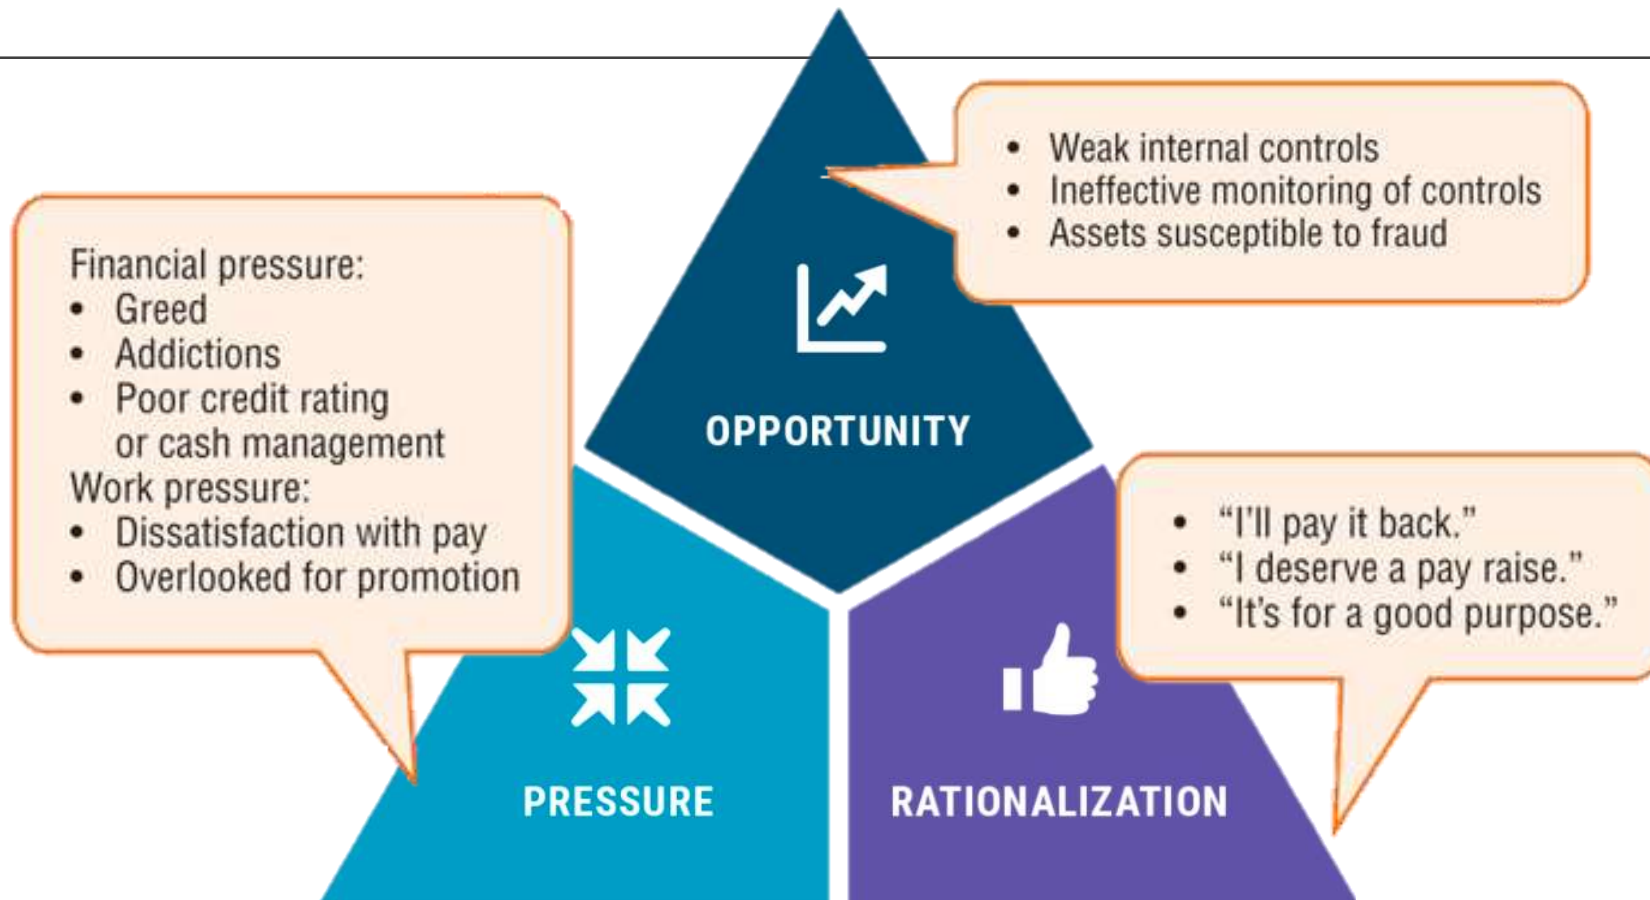 • Weak internal controls
• Ineffective monitoring of controls
• Assets susceptible to fraud
Financial pressure:
• Greed
• Addictions
• Poor credit rating
or cash management
Work pressure:
• Dissatisfaction with pay
• Overlooked for promotion
OPPORTUNITY
• “I’ll pay it back.”
• “I deserve a pay raise.”
• “It’s for a good purpose.”
PRESSURE
RATIONALIZATION